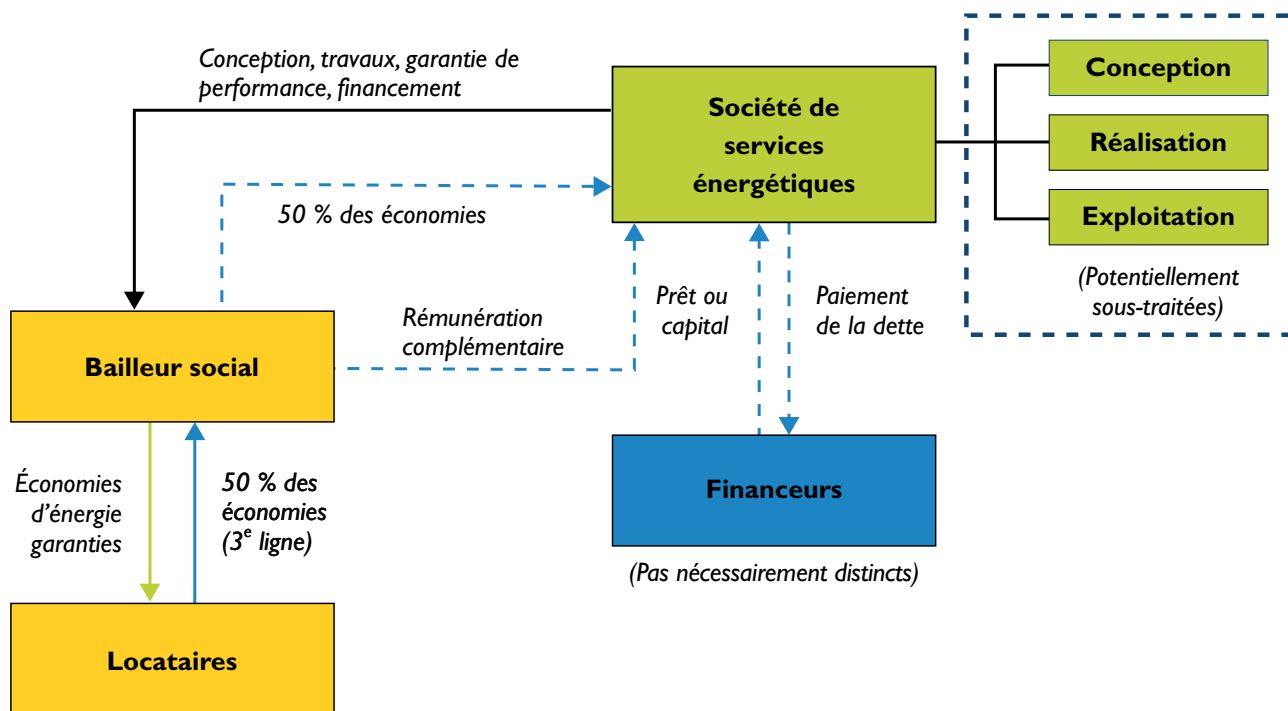 Conception, travaux, garantie de
performance, financement
Société de
services
énergétiques
Conception
Réalisation
Exploitation
(Potentiellement
sous-traitées)
50 % des économies
Rémunération
complémentaire
Prêt ou
capital
Paiement
de la dette
Bailleur social
Financeurs
(Pas nécessairement distincts)
Économies
d’énergie
garanties
50 % des
économies
(3e ligne)
Locataires